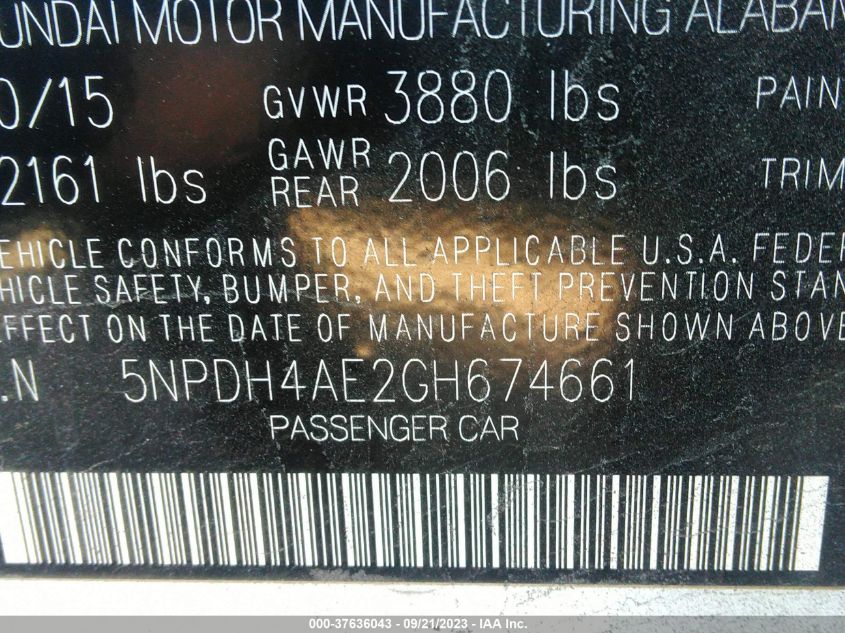 UNDAI MOTOR MANUFACTURING ALABAM
0/15 GVWR 3880 lbs PAIN
2161 lbs GAWR REAR 2006 lbs TRIM
EHICLE CONFORMS TO ALL APPLICABLE U.S.A. FEDER
HICLE SAFETY, BUMPER, AND THEFT PREVENTION STAN
EFFECT ON THE DATE OF MANUFACTURE SHOWN ABOVE
.N 5NPDH4AE2GH674661
PASSENGER CAR
000-37636043 - 09/21/2023 - IAA Inc.